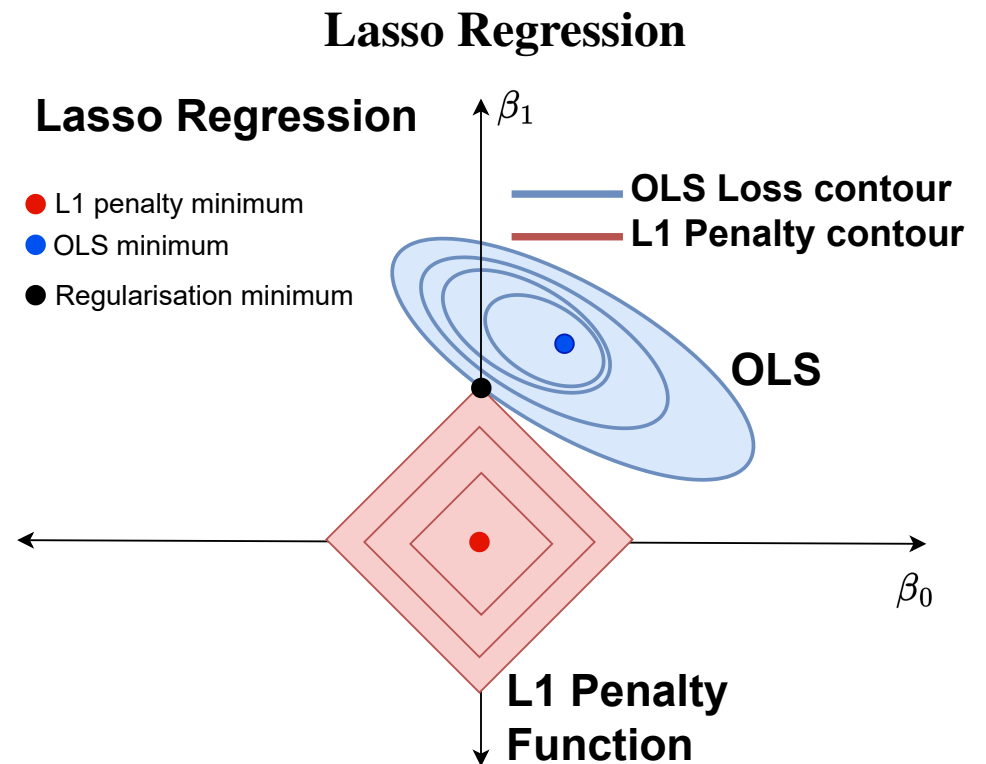 Lasso Regression
Lasso Regression
β₁
L1 penalty minimum
OLS minimum
Regularisation minimum
OLS Loss contour
L1 Penalty contour
OLS
β₀
L1 Penalty
Function